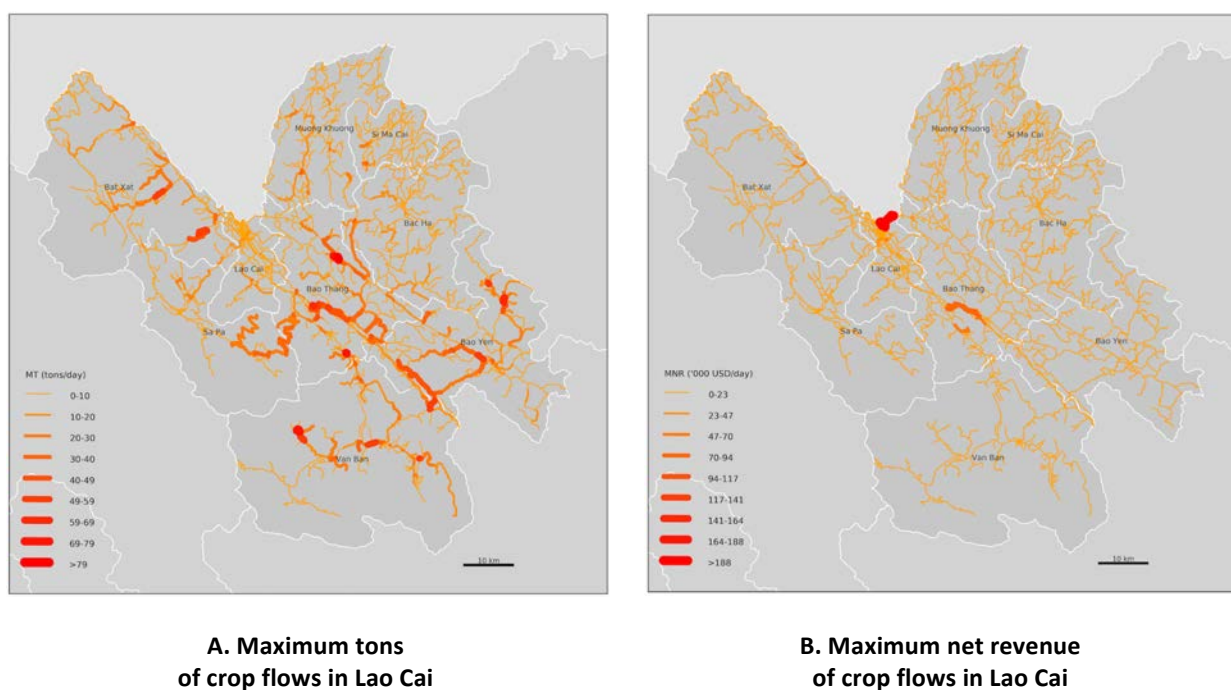 Muong Khuong
Si Ma Cai
Bat Xat
Bac Ha
Lao Cai
Bao Thang
Sa Pa
Bao Yen
MT (tons/day)
0-10
10-20
20-30
30-40
40-49
49-59
59-69
69-79
>79
Van Ban
10 km
Muong Khuong
Si Ma Cai
Bat Xat
Bac Ha
Lao Cai
Bao Thang
Sa Pa
Bao Yen
MNR ('000 USD/day)
0-23
23-47
47-70
70-94
94-117
117-141
141-164
164-188
>188
Van Ban
10 km
A. Maximum tons
of crop flows in Lao Cai
B. Maximum net revenue
of crop flows in Lao Cai